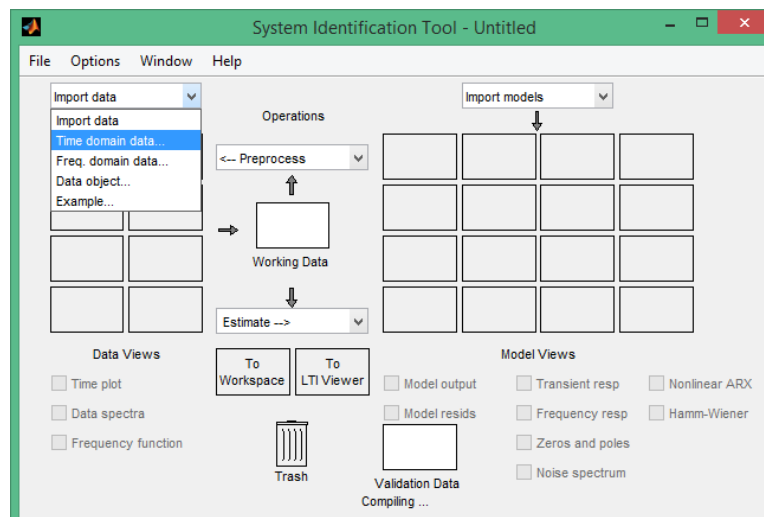 System Identification Tool - Untitled
File Options Window Help
Import data
Import models
Import data
Time domain data...
Freq. domain data...
Data object...
Example...
Operations
<-- Preprocess
Working Data
Estimate -->
Data Views
Time plot
Data spectra
Frequency function
To
Workspace
To
LTI Viewer
Trash
Model Views
Model output
Model resids
Transient resp
Frequency resp
Zeros and poles
Noise spectrum
Nonlinear ARX
Hamm-Wiener
Validation Data
Compiling ...